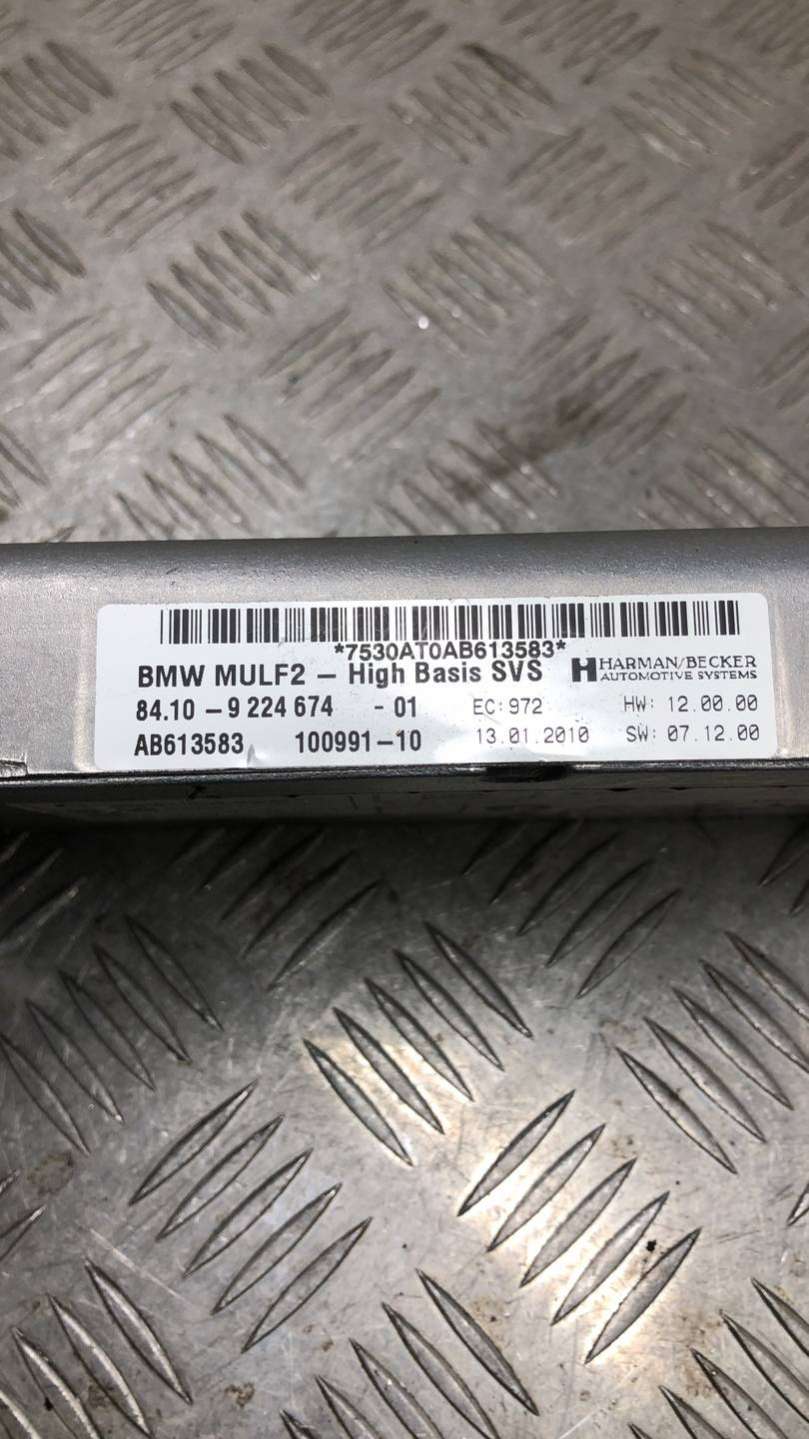 *7530AT0AB613583*
BMW MULF2 – High Basis SVS HARMAN/BECKER
AUTOMOTIVE SYSTEMS
84.10 – 9 224 674 - 01 EC: 972 HW: 12.00.00
AB613583 100991–10 13.01.2010 SW: 07.12.00